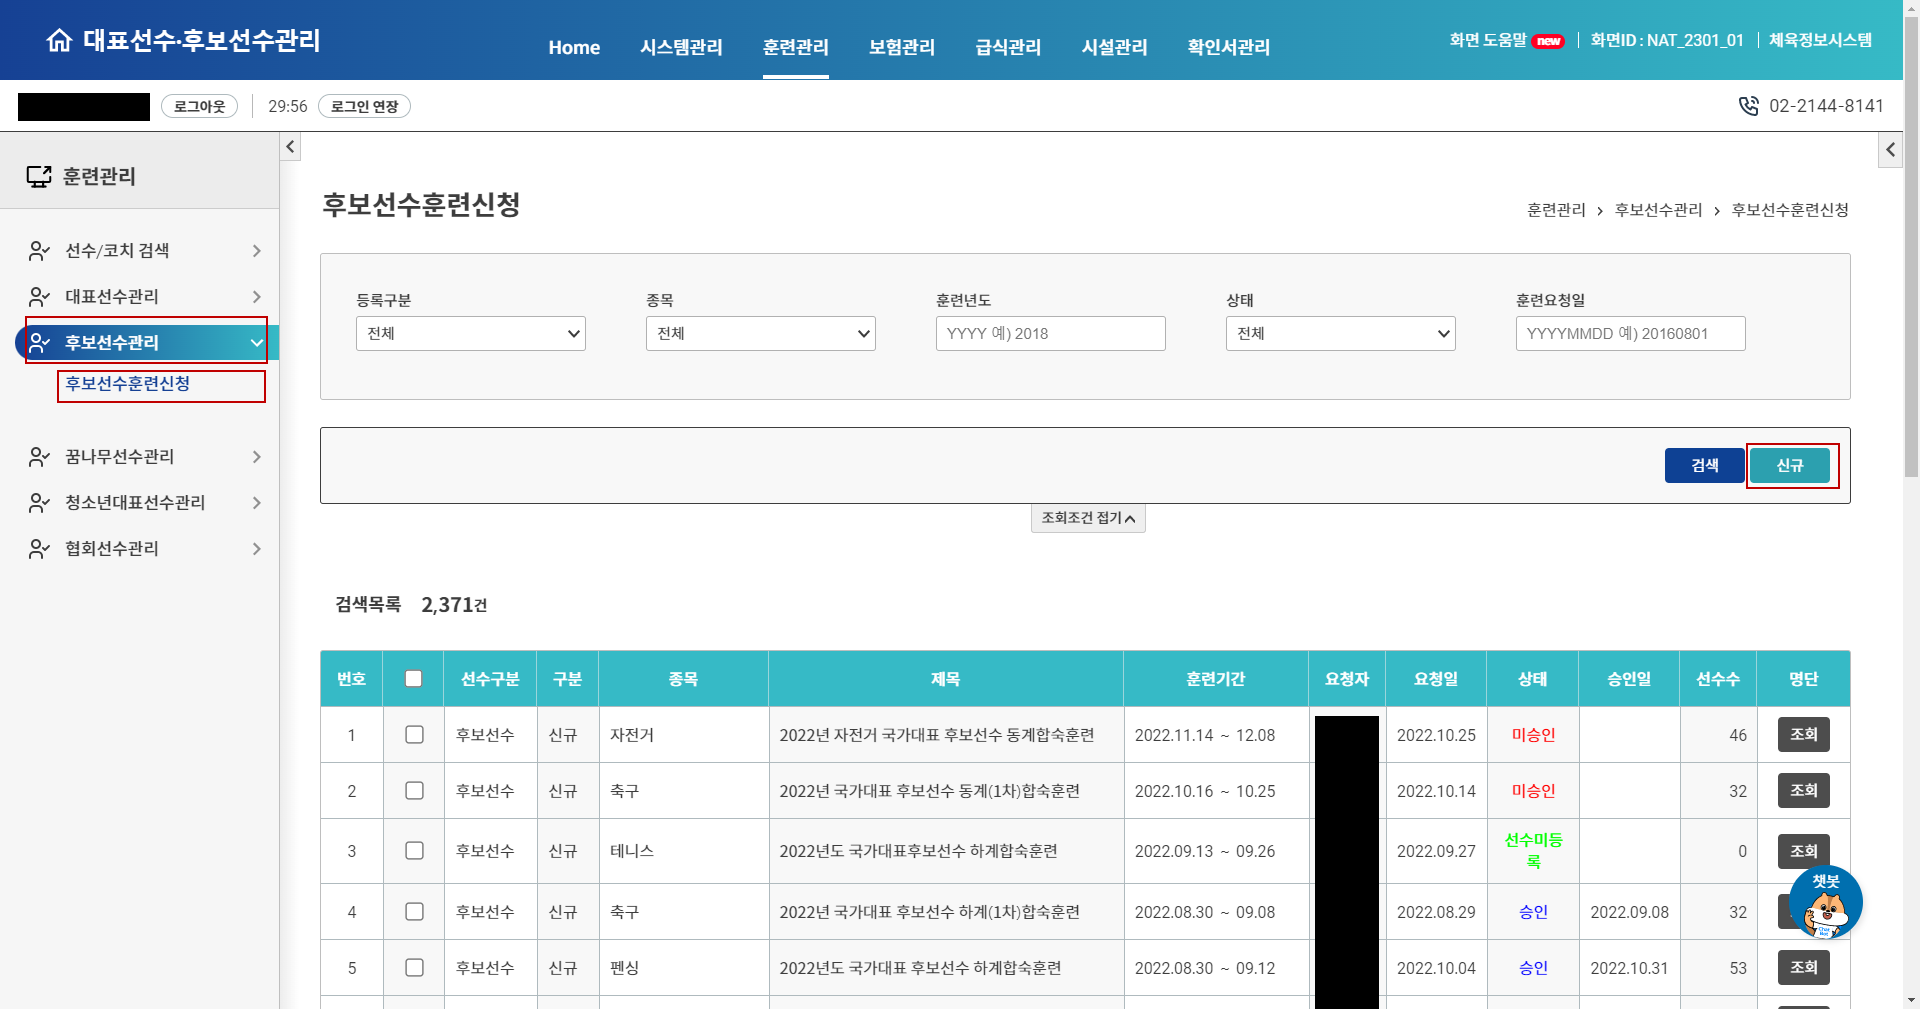 대표선수·후보선수관리
Home 시스템관리 훈련관리 보험관리 급식관리 시설관리 확인서관리
화면 도움말 new 화면ID : NAT_2301_01 체육정보시스템
로그아웃 29:56 로그인 연장
02-2144-8141
훈련관리
선수/코치 검색
대표선수관리
후보선수관리
후보선수훈련신청
꿈나무선수관리
청소년대표선수관리
협회선수관리
후보선수훈련신청
훈련관리 > 후보선수관리 > 후보선수훈련신청
등록구분 종목 훈련년도 상태 훈련요청일
전체 전체 YYYY 예) 2018 전체 YYYYMMDD 예) 20160801
검색 신규
조회조건 접기
검색목록 2,371건
번호 선수구분 구분 종목 제목 훈련기간 요청자 요청일 상태 승인일 선수수 명단
1 후보선수 신규 자전거 2022년 자전거 국가대표 후보선수 동계합숙훈련 2022.11.14 ~ 12.08 2022.10.25 미승인 46 조회
2 후보선수 신규 축구 2022년 국가대표 후보선수 동계(1차)합숙훈련 2022.10.16 ~ 10.25 2022.10.14 미승인 32 조회
3 후보선수 신규 테니스 2022년도 국가대표후보선수 하계합숙훈련 2022.09.13 ~ 09.26 2022.09.27 선수미등록 0 조회
4 후보선수 신규 축구 2022년 국가대표 후보선수 하계(1차)합숙훈련 2022.08.30 ~ 09.08 2022.08.29 승인 2022.09.08 32
챗봇
5 후보선수 신규 펜싱 2022년도 국가대표 후보선수 하계합숙훈련 2022.08.30 ~ 09.12 2022.10.04 승인 2022.10.31 53 조회